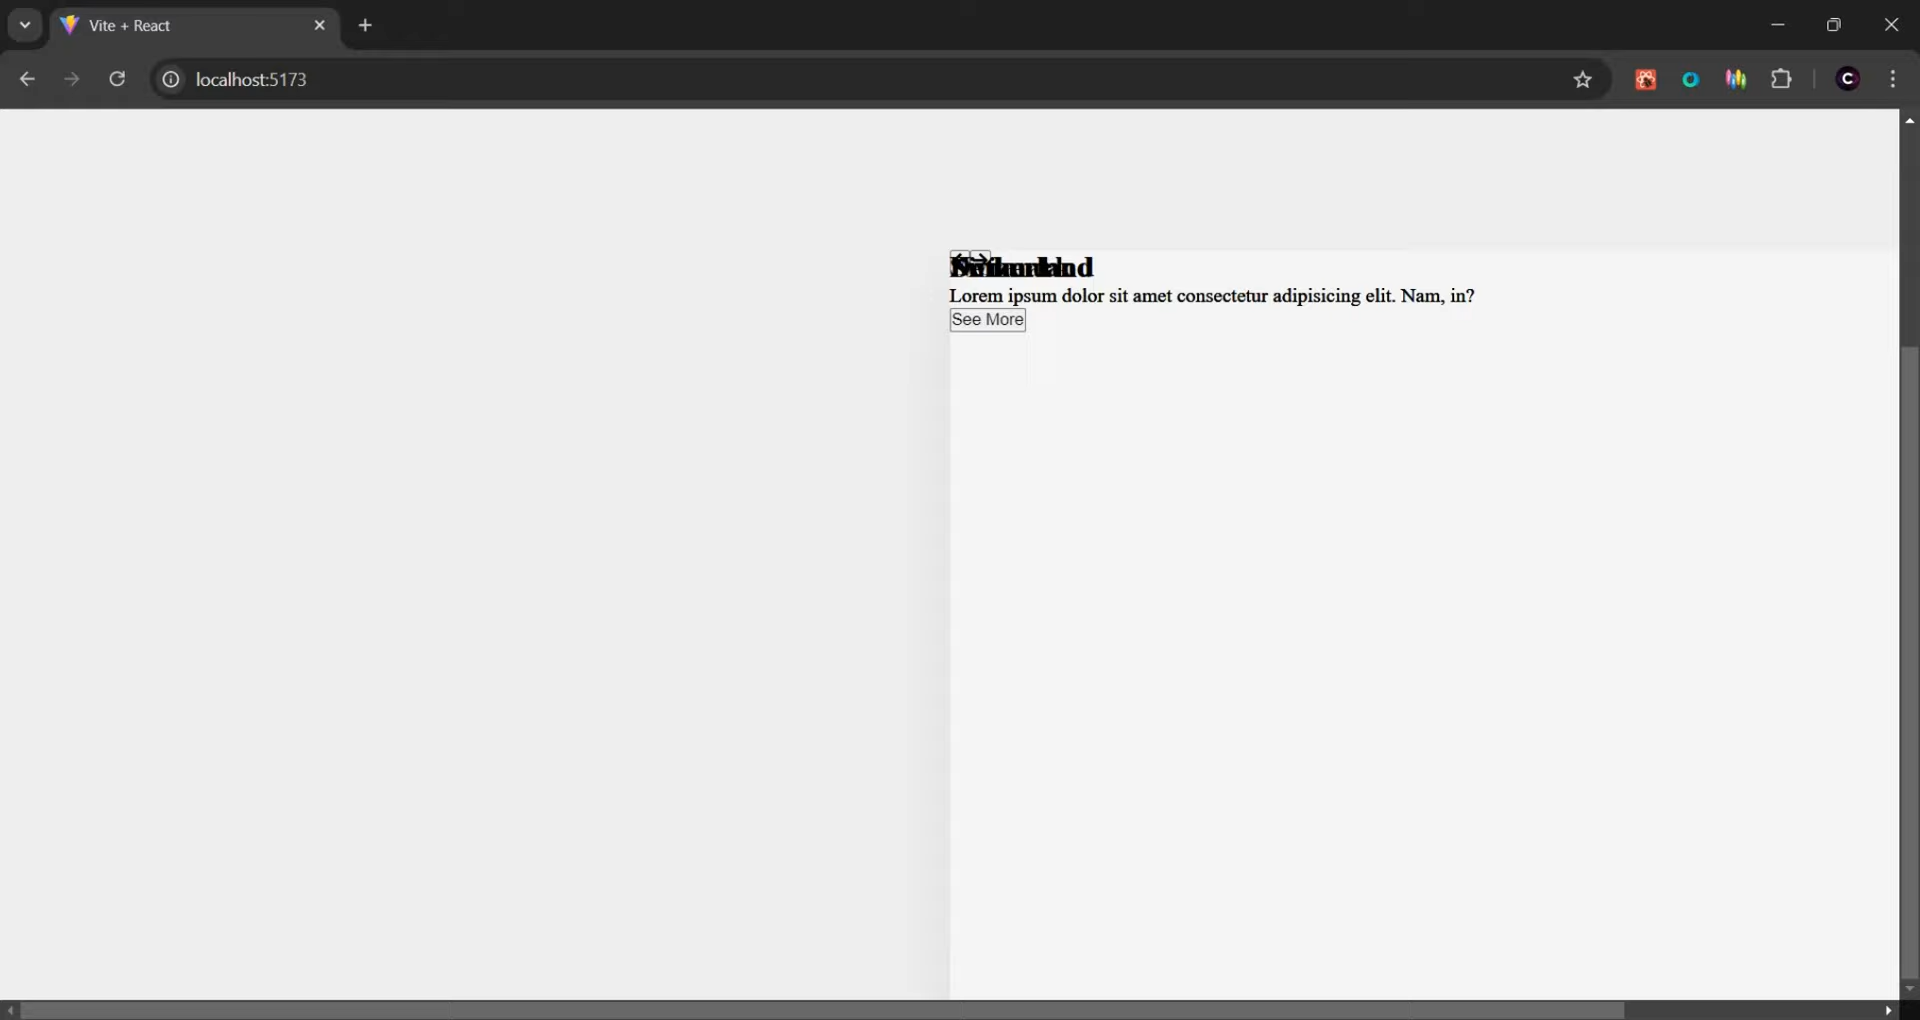 Vite + React
localhost:5173
C
Lorem ipsum dolor sit amet consectetur adipisicing elit. Nam, in?
See More